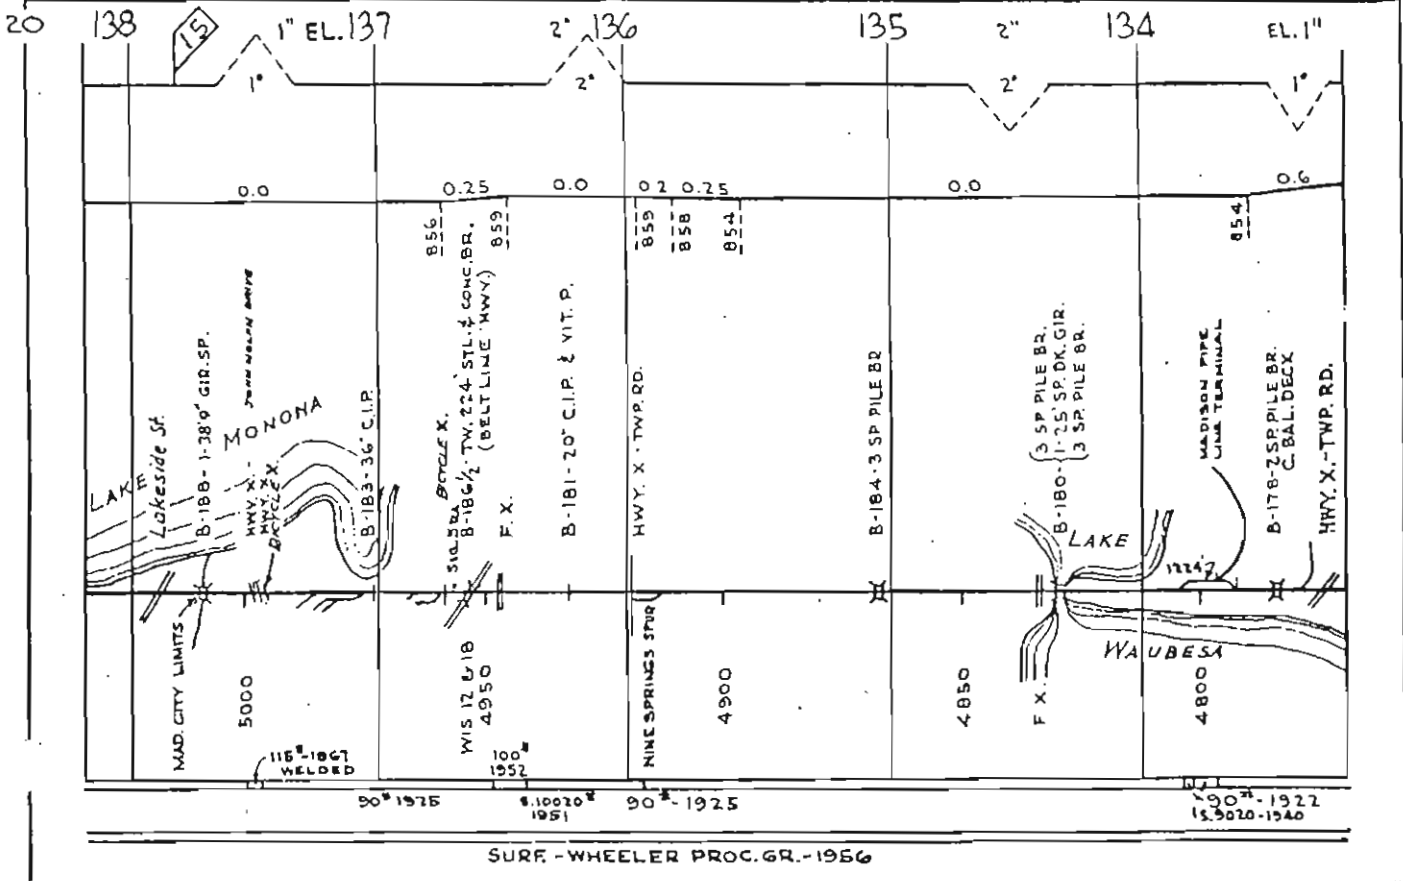 20
138
15
1" EL.
137
2"
136
135
2"
134
EL.1"
1°
2°
2°
1°
0.0
0.25
0.0
0.2
0.25
0.0
0.6
856
859
859
858
854
854
LAKE MONONA
Lakeside St.
B-188-1-38'9" GIR.SP.
HWY. X. - JOHN NOLEN DRIVE
HWY. X.
BICYCLE X.
B-183-36" C.I.P.
BICYCLE X.
B-186½-TW. 224' STL. & CONC. BR.
(BELT LINE HWY.)
F. X.
B-181-20" C.I.P. & VIT. P.
HWY. X - TWP. RD.
B-184-3 SP PILE BR
B-180-
3 SP PILE BR.
1-25' SP. DK. GIR.
3 SP. PILE BR.
MADISON PIPE
LINE TERMINAL
B-178-2 SP. PILE BR.
C. BAL. DECK
HWY. X.-TWP. RD.
LAKE
WAUBESA
1224'
MAD. CITY LIMITS
5000
WIS 12 & 18
4950
NINE SPRINGS SPUR
4900
4850
F X.
4800
115#-1967
WELDED
100#
1952
90# 1925
S.10020#
1951
90#-1925
90#-1922
1S.9020-1940
SURF.-WHEELER PROC. GR.-1956